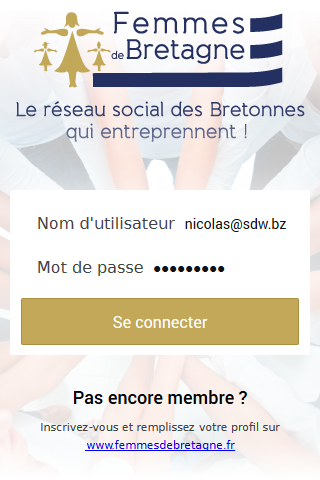 Femmes
de Bretagne
Le réseau social des Bretonnes
qui entreprennent !
Nom d'utilisateur nicolas@sdw.bz
Mot de passe ●●●●●●●●●
Se connecter
Pas encore membre ?
Inscrivez-vous et remplissez votre profil sur
www.femmesdebretagne.fr